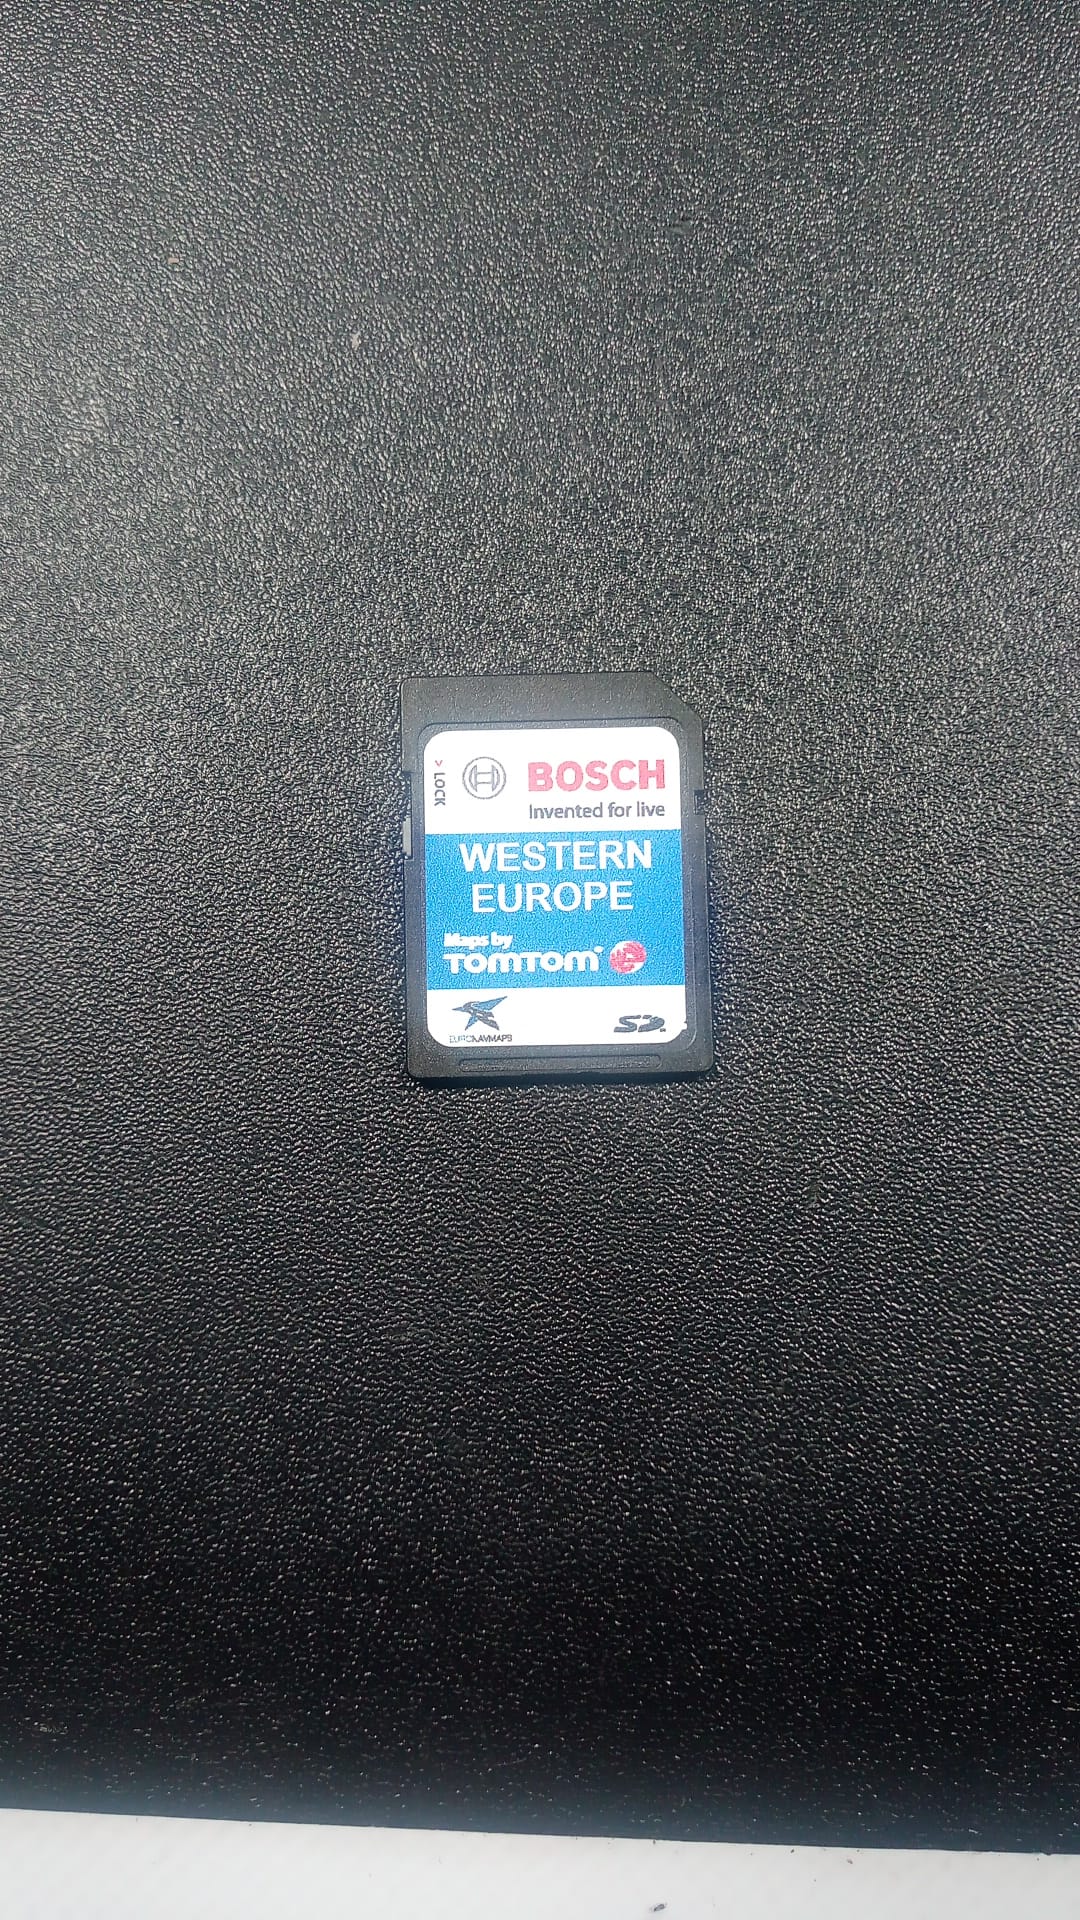 > LOCK
BOSCH
Invented for live
WESTERN
EUROPE
Maps by
TOMTOM
EURONAVMAPS
SD